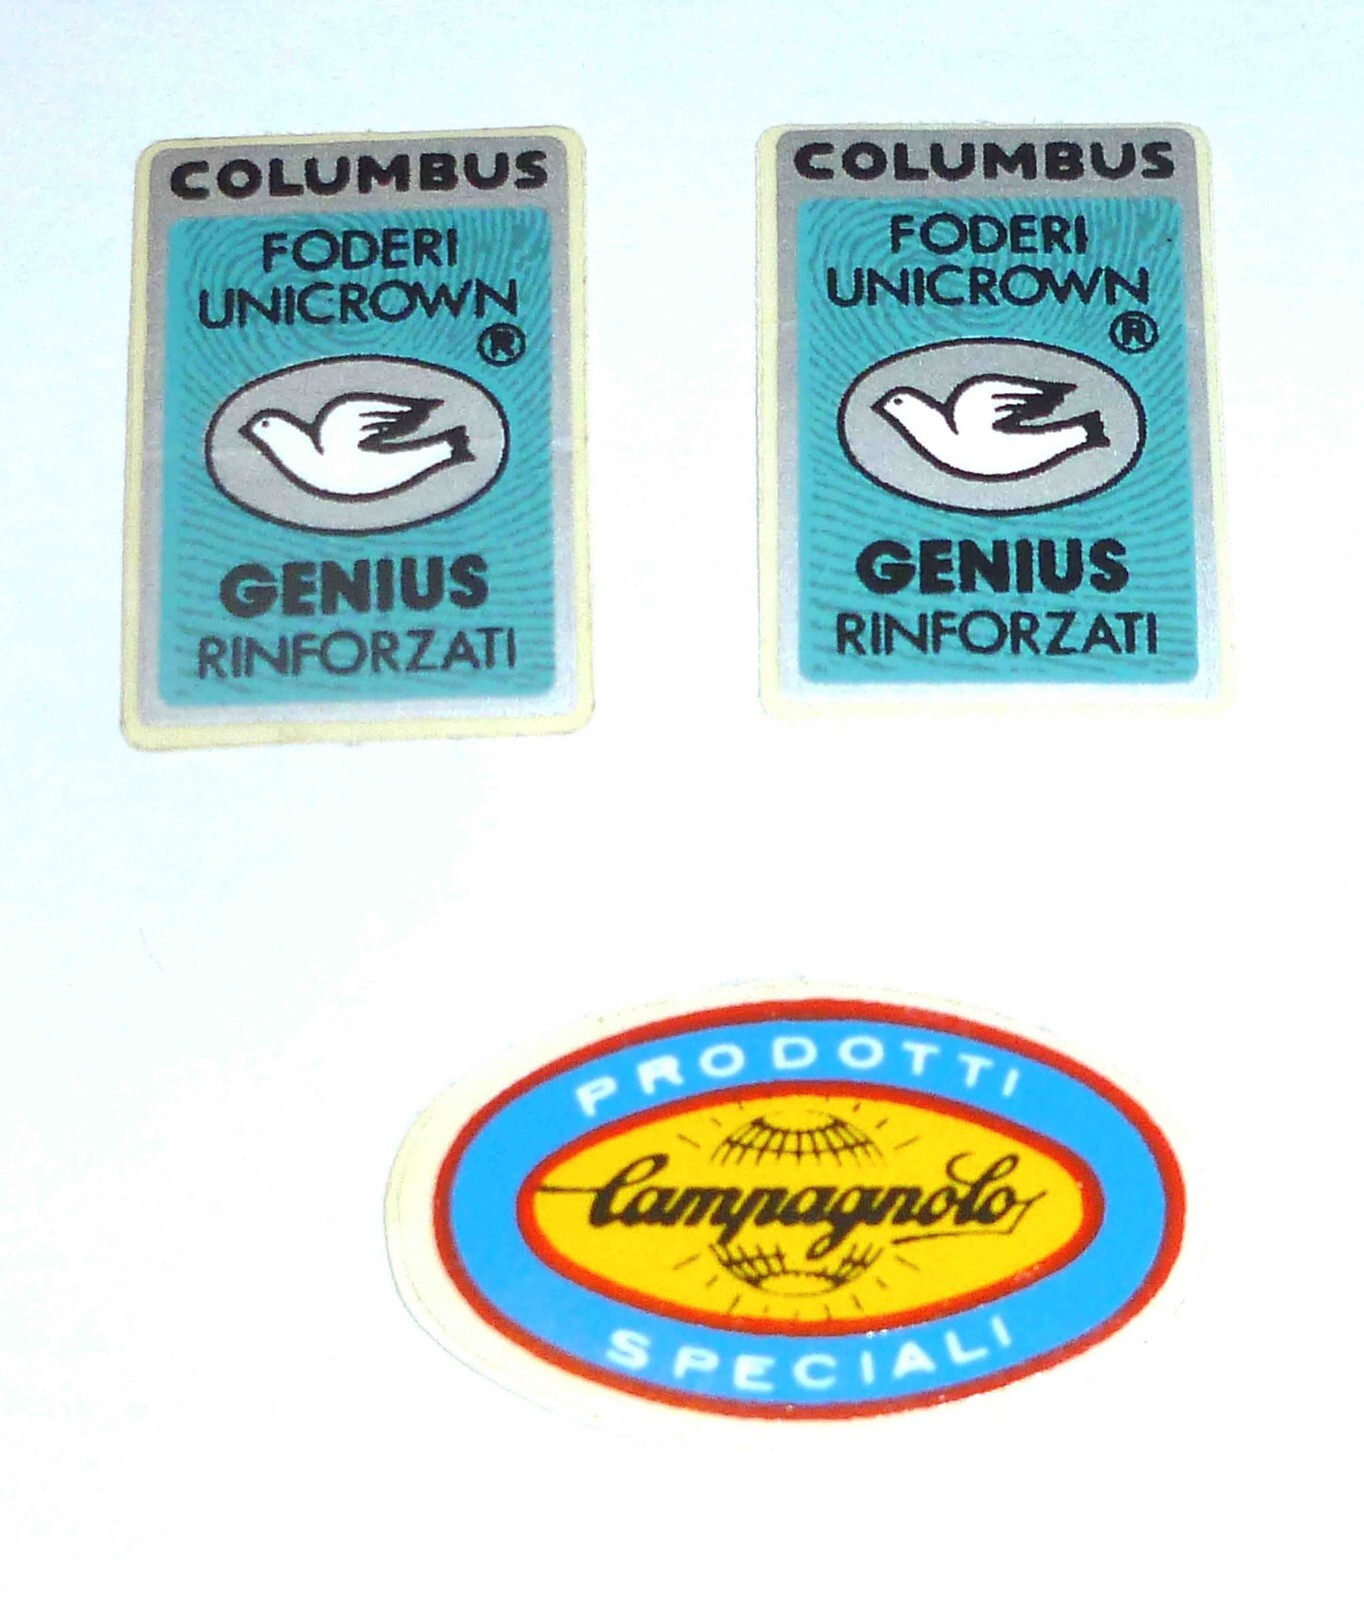 COLUMBUS
FODERI
UNICROWN
®
GENIUS
RINFORZATI
COLUMBUS
FODERI
UNICROWN
®
GENIUS
RINFORZATI
PRODOTTI
Campagnolo
SPECIALI